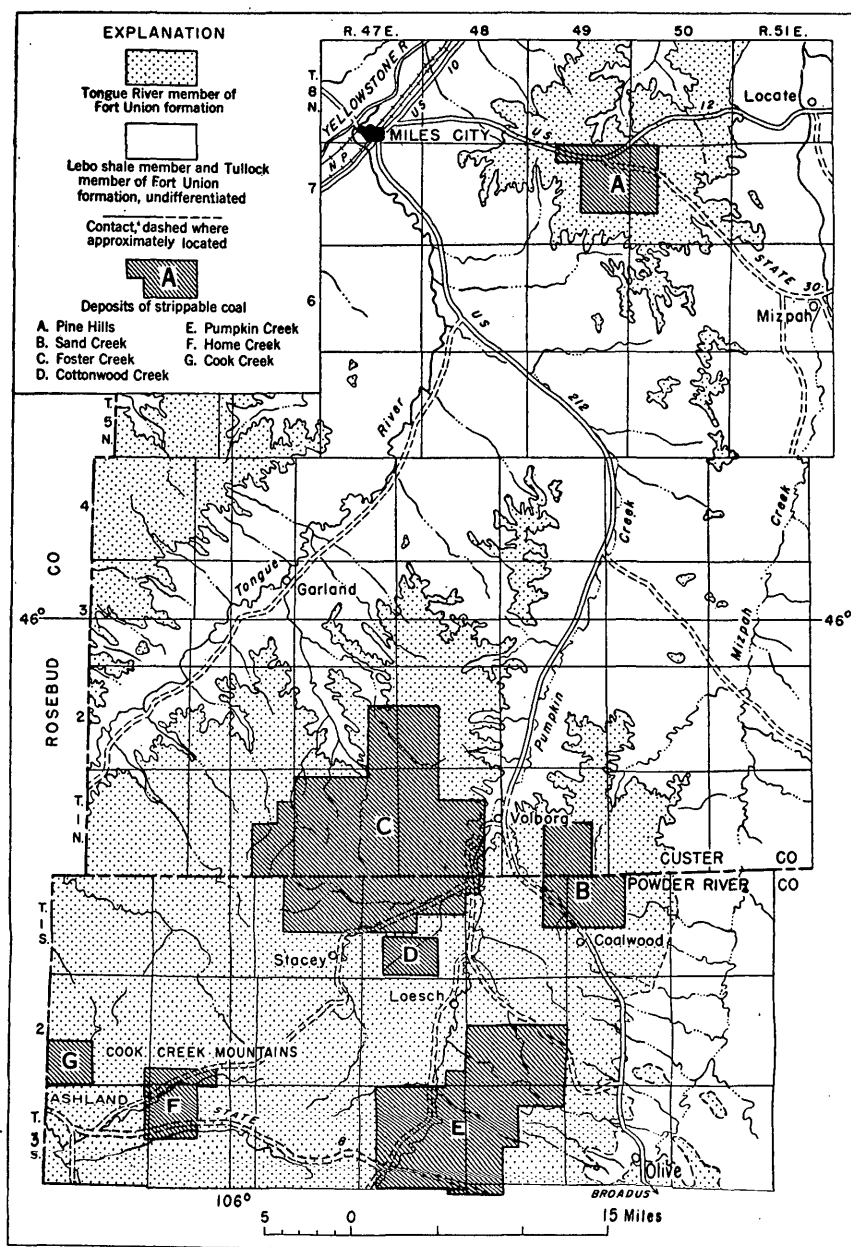 EXPLANATION
Tongue River member of
Fort Union formation
Lebo shale member and Tullock
member of Fort Union
formation, undifferentiated
Contact, dashed where
approximately located
A
Deposits of strippable coal
A. Pine Hills
B. Sand Creek
C. Foster Creek
D. Cottonwood Creek
E. Pumpkin Creek
F. Home Creek
G. Cook Creek
R. 47 E.
48
49
50
R. 51 E.
T.
8
N.
7
6
T.
5
N.
4
3
2
T.
I
N.
T.
I
S.
2
T.
3
S.
YELLOWSTONE R
US
10
N.P.
MILES CITY
US
12
Locate
A
STATE
30
Mizpah
US
212
River
Tongue
Garland
Creek
Pumpkin
Creek
Mizpah
46°
46°
ROSEBUD CO
C
Volborg
B
CUSTER CO
POWDER RIVER CO
Coalwood
Stacey
D
Loesch
G
COOK CREEK MOUNTAINS
ASHLAND
F
STATE
8
E
Olive
BROADUS
106°
5
0
15 Miles